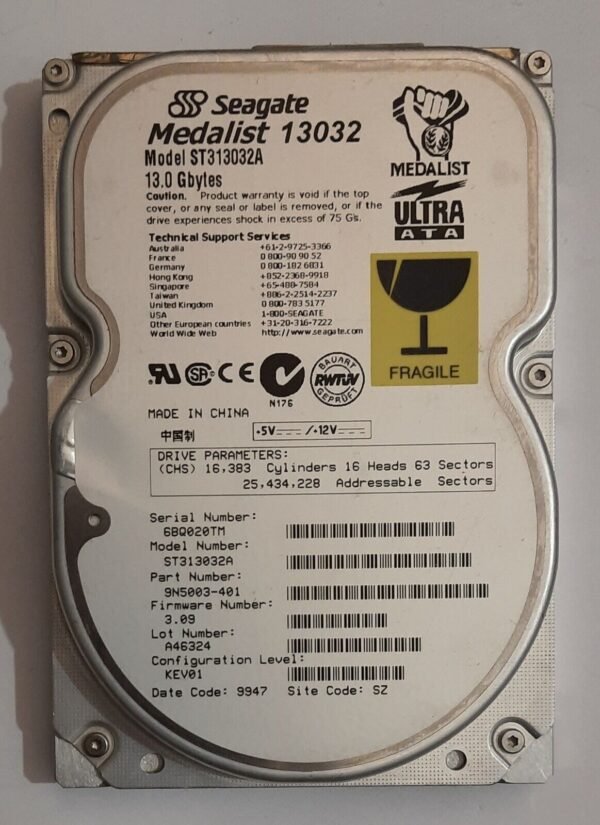 Seagate
Medalist 13032
Model ST313032A
13.0 Gbytes
Caution. Product warranty is void if the top
cover, or any seal or label is removed, or if the
drive experiences shock in excess of 75 Gs.
MEDALIST
ULTRA
ATA
Technical Support Services
Australia +61-2-9725-3366
France 0 800-90 90 52
Germany 0 800-182 6831
Hong Kong +852-2368-9918
Singapore +65-488-7584
Taiwan +886-2-2514-2237
United Kingdom 0 800-783 5177
USA 1-800-SEAGATE
Other European countries +31-20-316-7222
World Wide Web http://www.seagate.com
FRAGILE
SA
CE
N176
BAUART
RWTÜV
GEPRÜFT
MADE IN CHINA
中国制
+5V /+12V
DRIVE PARAMETERS:
(CHS) 16,383 Cylinders 16 Heads 63 Sectors
25,434,228 Addressable Sectors
Serial Number:
6BQ020TM
Model Number:
ST313032A
Part Number:
9N5003-401
Firmware Number:
3.09
Lot Number:
A46324
Configuration Level:
KEV01
Date Code: 9947 Site Code: SZ